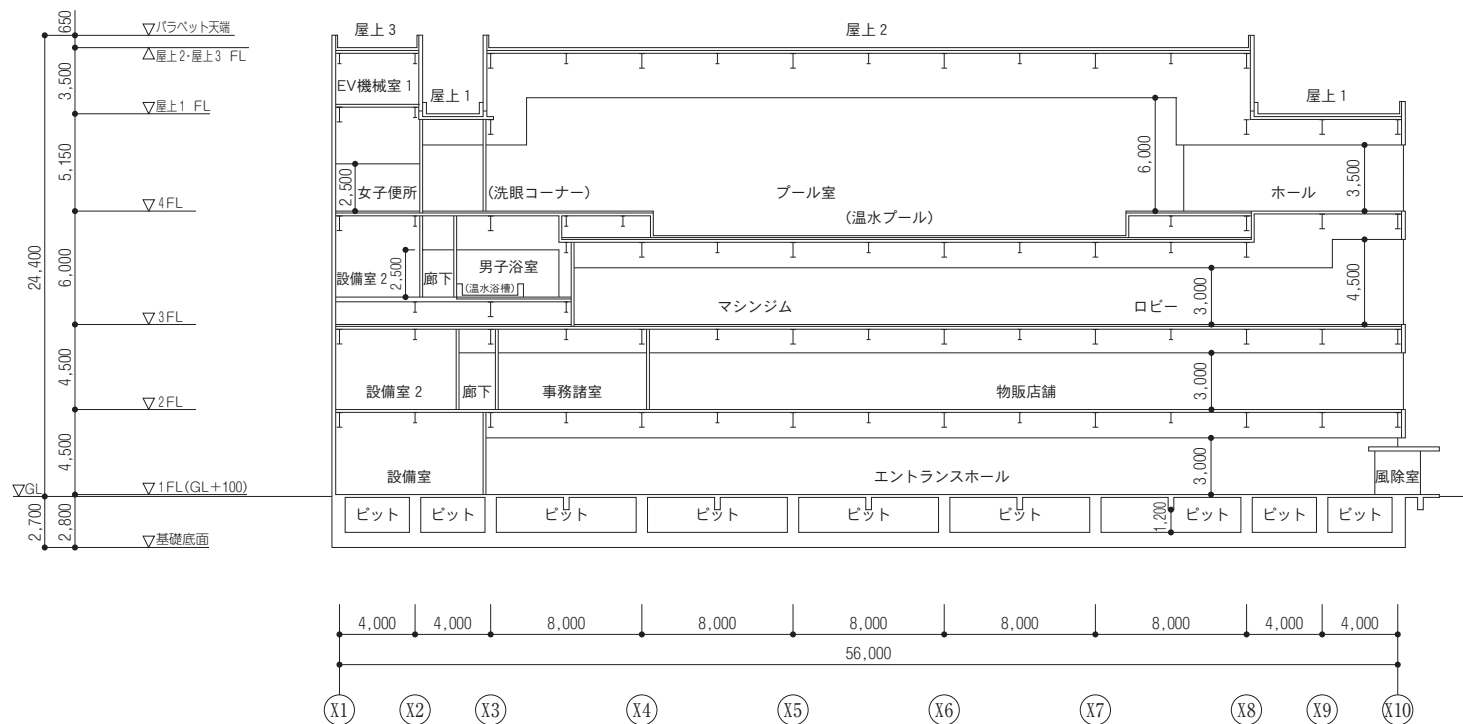 650
▽パラペット天端
屋上3
屋上2
△屋上2・屋上3 FL
3,500
EV機械室1
屋上1
屋上1
▽屋上1 FL
5,150
6,000
2,500
3,500
女子便所
(洗眼コーナー)
プール室
ホール
(温水プール)
▽4FL
24,400
6,000
設備室2
2,500
廊下
男子浴室
(温水浴槽)
マシンジム
ロビー
3,000
4,500
▽3FL
4,500
設備室2
廊下
事務諸室
物販店舗
3,000
▽2FL
4,500
設備室
エントランスホール
3,000
風除室
▽GL
▽1FL(GL+100)
2,700
2,800
ピット
ピット
ピット
ピット
ピット
ピット
1,200
ピット
ピット
ピット
▽基礎底面
4,000
4,000
8,000
8,000
8,000
8,000
8,000
4,000
4,000
56,000
X1
X2
X3
X4
X5
X6
X7
X8
X9
X10